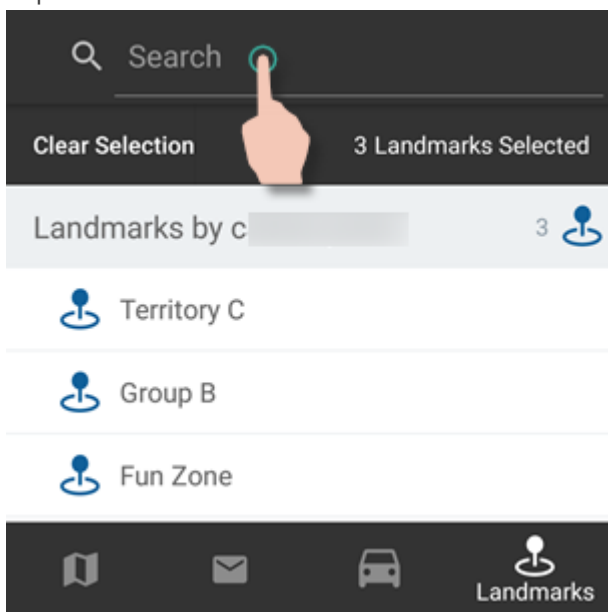 Search
Clear Selection 3 Landmarks Selected
Landmarks by c
3
Territory C
Group B
Fun Zone
Landmarks